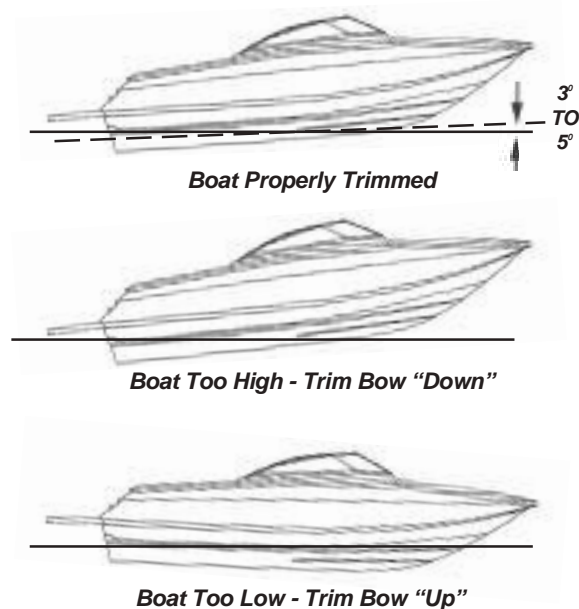 3°
TO
5°
Boat Properly Trimmed
Boat Too High - Trim Bow “Down”
Boat Too Low - Trim Bow “Up”